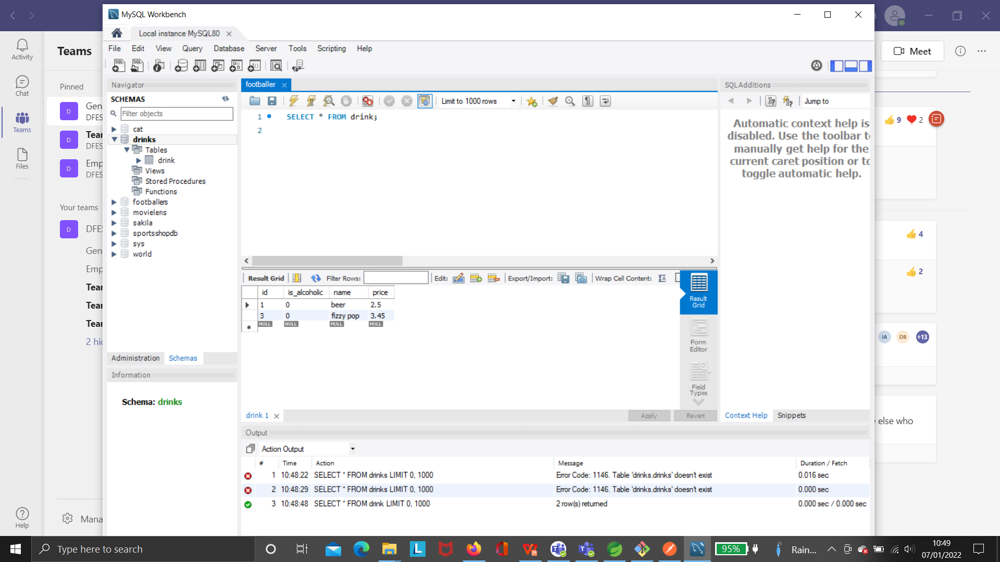 MySQL Workbench
Local instance MySQL80
File Edit View Query Database Server Tools Scripting Help
Activity
Chat
Teams
Files
Help
Teams
Pinned
D
DFES
D
DFES
D
DFES
Your teams
D
2
Meet
Navigator
SCHEMAS
Filter objects
cat
drinks
Tables
drink
Views
Stored Procedures
Functions
footballers
movielens
sakila
sportsshopdb
sys
world
Administration Schemas
Information
Schema: drinks
footballer
Limit to 1000 rows
1 SELECT * FROM drink;
2
Result Grid Filter Rows: Edit: Export/Import: Wrap Cell Content:
id is_alcoholic name price
1 0 beer 2.5
3 0 fizzy pop 3.45
NULL NULL NULL NULL
Result
Grid
Form
Editor
Field
Types
drink 1
Apply Revert
SQLAdditions
Jump to
Automatic context help is
disabled. Use the toolbar to
manually get help for the
current caret position or to
toggle automatic help.
Context Help Snippets
Output
Action Output
# Time Action Message Duration / Fetch
1 10:48:22 SELECT * FROM drinks LIMIT 0, 1000 Error Code: 1146. Table 'drinks.drinks' doesn't exist 0.016 sec
2 10:48:29 SELECT * FROM drinks LIMIT 0, 1000 Error Code: 1146. Table 'drinks.drinks' doesn't exist 0.000 sec
3 10:48:48 SELECT * FROM drink LIMIT 0, 1000 2 row(s) returned 0.000 sec / 0.000 sec
9 2
4
2
IA DB +13
else who
Type here to search
95%
Rain...
10:49
07/01/2022